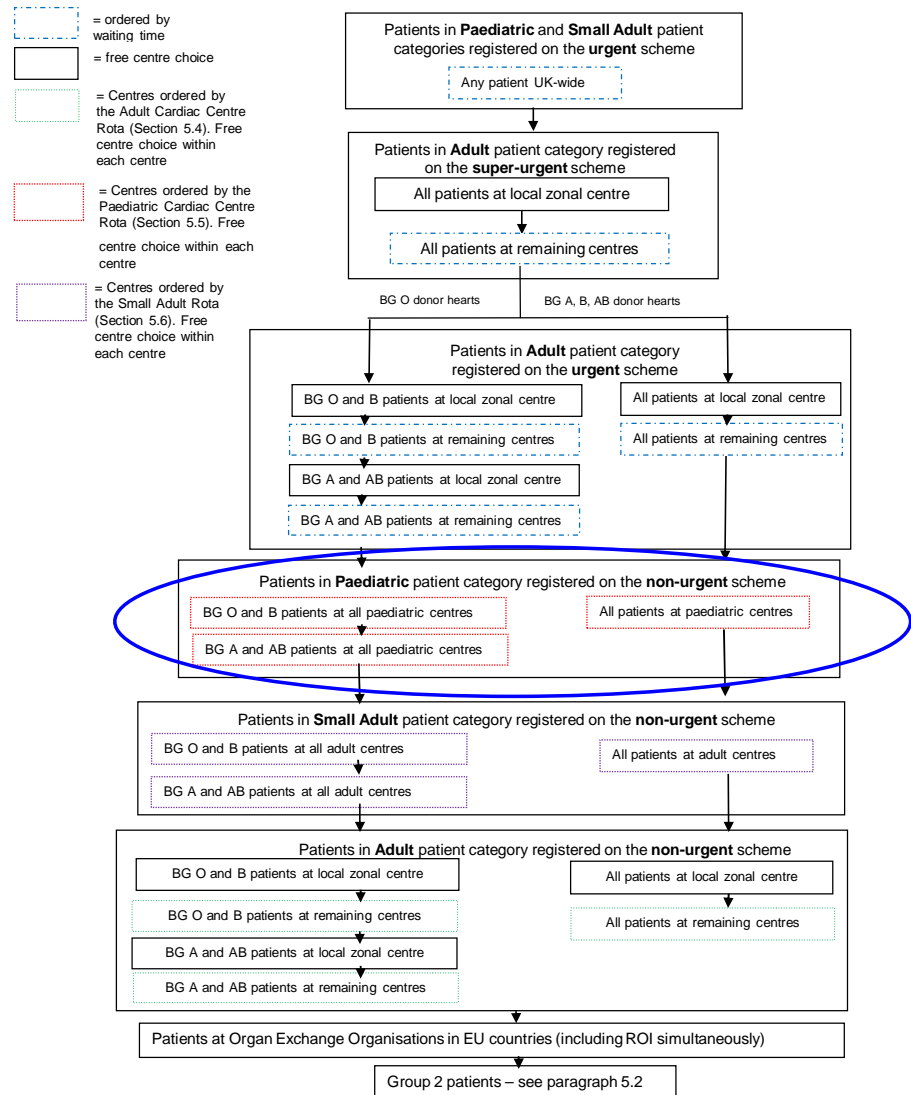 = ordered by
waiting time
= free centre choice
= Centres ordered by
the Adult Cardiac Centre
Rota (Section 5.4). Free
centre choice within
each centre
= Centres ordered by the
Paediatric Cardiac Centre
Rota (Section 5.5). Free
centre choice within each
centre
= Centres ordered by
the Small Adult Rota
(Section 5.6). Free
centre choice within
each centre
Patients in Paediatric and Small Adult patient
categories registered on the urgent scheme
Any patient UK-wide
Patients in Adult patient category registered
on the super-urgent scheme
All patients at local zonal centre
All patients at remaining centres
BG O donor hearts
BG A, B, AB donor hearts
Patients in Adult patient category
registered on the urgent scheme
BG O and B patients at local zonal centre
BG O and B patients at remaining centres
BG A and AB patients at local zonal centre
BG A and AB patients at remaining centres
All patients at local zonal centre
All patients at remaining centres
Patients in Paediatric patient category registered on the non-urgent scheme
BG O and B patients at all paediatric centres
BG A and AB patients at all paediatric centres
All patients at paediatric centres
Patients in Small Adult patient category registered on the non-urgent scheme
BG O and B patients at all adult centres
BG A and AB patients at all adult centres
All patients at adult centres
Patients in Adult patient category registered on the non-urgent scheme
BG O and B patients at local zonal centre
BG O and B patients at remaining centres
BG A and AB patients at local zonal centre
BG A and AB patients at remaining centres
All patients at local zonal centre
All patients at remaining centres
Patients at Organ Exchange Organisations in EU countries (including ROI simultaneously)
Group 2 patients – see paragraph 5.2